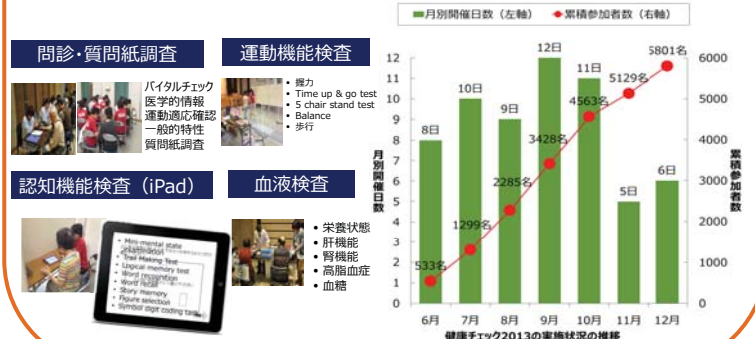 問診・質問紙調査
バイタルチェック
医学的情報
運動適応確認
一般的特性
質問紙調査
運動機能検査
• 握力
• Time up & go test
• 5 chair stand test
• Balance
• 歩行
認知機能検査（iPad）
• Mini-mental state
examination
• Trail Making Test
• Logical memory test
• Word recognition
• Word recall
• Story memory
• Figure selection
• Symbol digit coding task
血液検査
• 栄養状態
• 肝機能
• 腎機能
• 高脂血症
• 血糖
月別開催日数（左軸）
累積参加者数（右軸）
月別開催日数
12
11
10
9
8
7
6
5
4
3
2
1
0
8日
10日
9日
12日
11日
5日
6日
533名
1299名
2285名
3428名
4563名
5129名
5801名
6000
5000
4000
3000
2000
1000
0
累積参加者数
6月 7月 8月 9月 10月 11月 12月
健康チェック2013の実施状況の推移